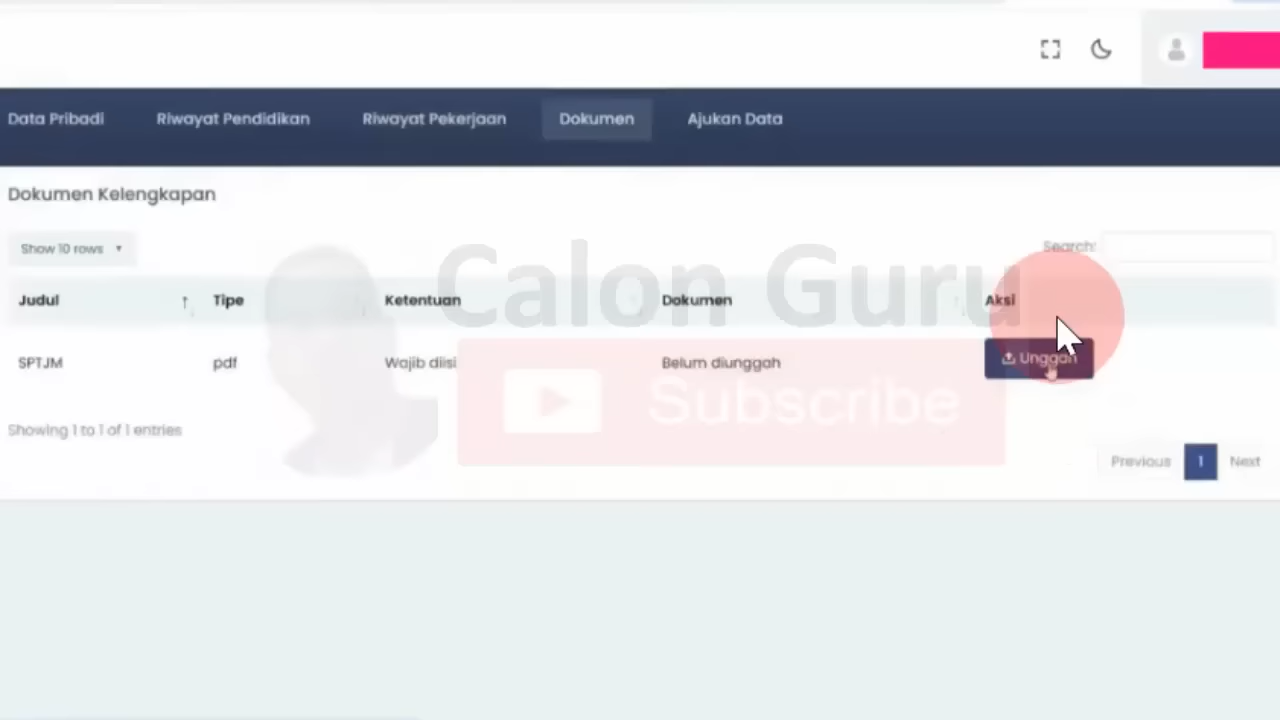 Data Pribadi Riwayat Pendidikan Riwayat Pekerjaan Dokumen Ajukan Data
Dokumen Kelengkapan
Show 10 rows
Search:
Calon Guru
Judul Tipe Ketentuan Dokumen Aksi
SPTJM pdf Wajib diisi Belum diunggah Unggah
Subscribe
Showing 1 to 1 of 1 entries
Previous 1 Next